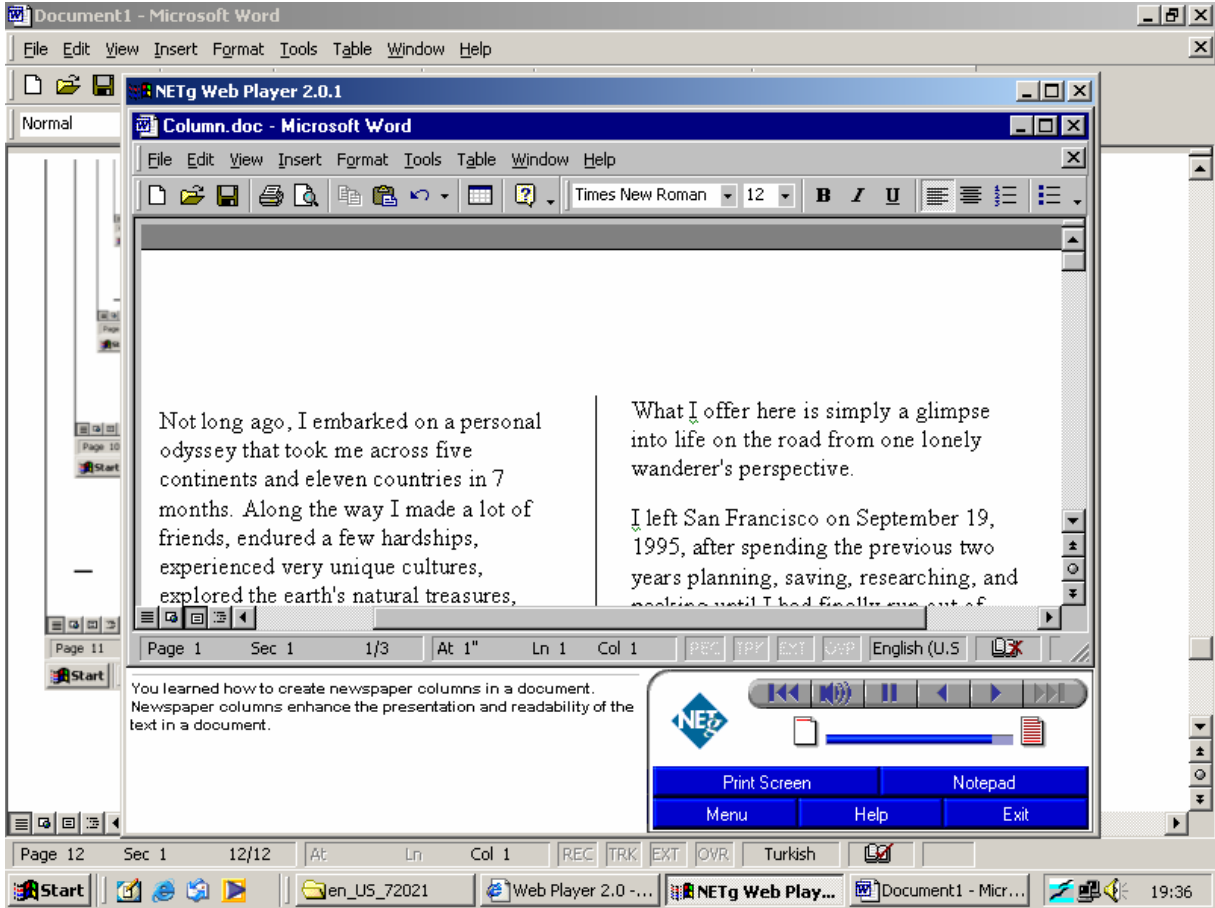 Document1 - Microsoft Word
File Edit View Insert Format Tools Table Window Help
Normal
NETg Web Player 2.0.1
Column.doc - Microsoft Word
File Edit View Insert Format Tools Table Window Help
Times New Roman 12 B I U
Not long ago, I embarked on a personal
odyssey that took me across five
continents and eleven countries in 7
months. Along the way I made a lot of
friends, endured a few hardships,
experienced very unique cultures,
explored the earth's natural treasures,
What I offer here is simply a glimpse
into life on the road from one lonely
wanderer's perspective.
I left San Francisco on September 19,
1995, after spending the previous two
years planning, saving, researching, and
packing until I had finally run out of
Page 1 Sec 1 1/3 At 1" Ln 1 Col 1 REC TRK EXT OVR English (U.S
Page 10
Start
Page 11
Start
You learned how to create newspaper columns in a document.
Newspaper columns enhance the presentation and readability of the
text in a document.
NETg
Print Screen Notepad
Menu Help Exit
Page 12 Sec 1 12/12 At Ln Col 1 REC TRK EXT OVR Turkish
Start en_US_72021 Web Player 2.0 -... NETg Web Play... Document1 - Micr... 19:36